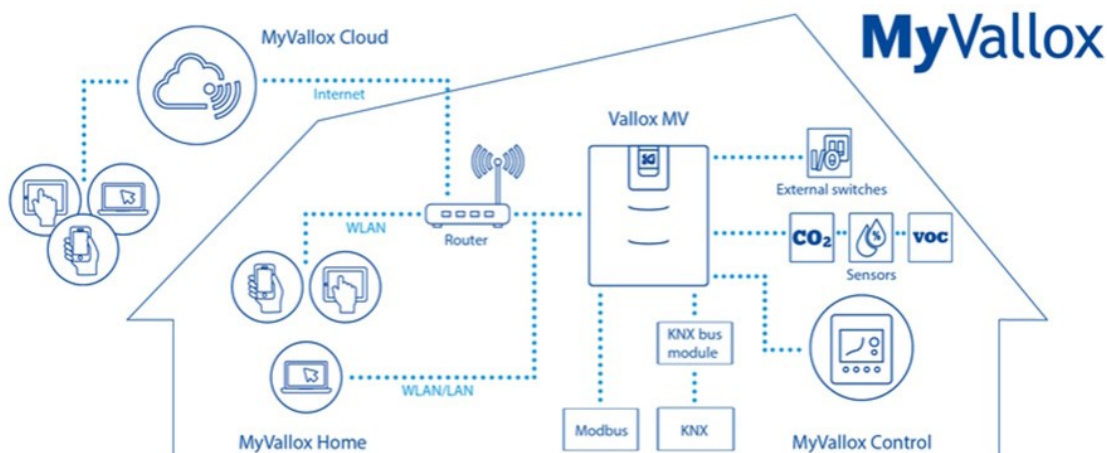 MyVallox
MyVallox Cloud
Internet
Vallox MV
I/O
External switches
WLAN
Router
CO₂
%
VOC
Sensors
KNX bus
module
WLAN/LAN
Modbus
KNX
MyVallox Home
MyVallox Control